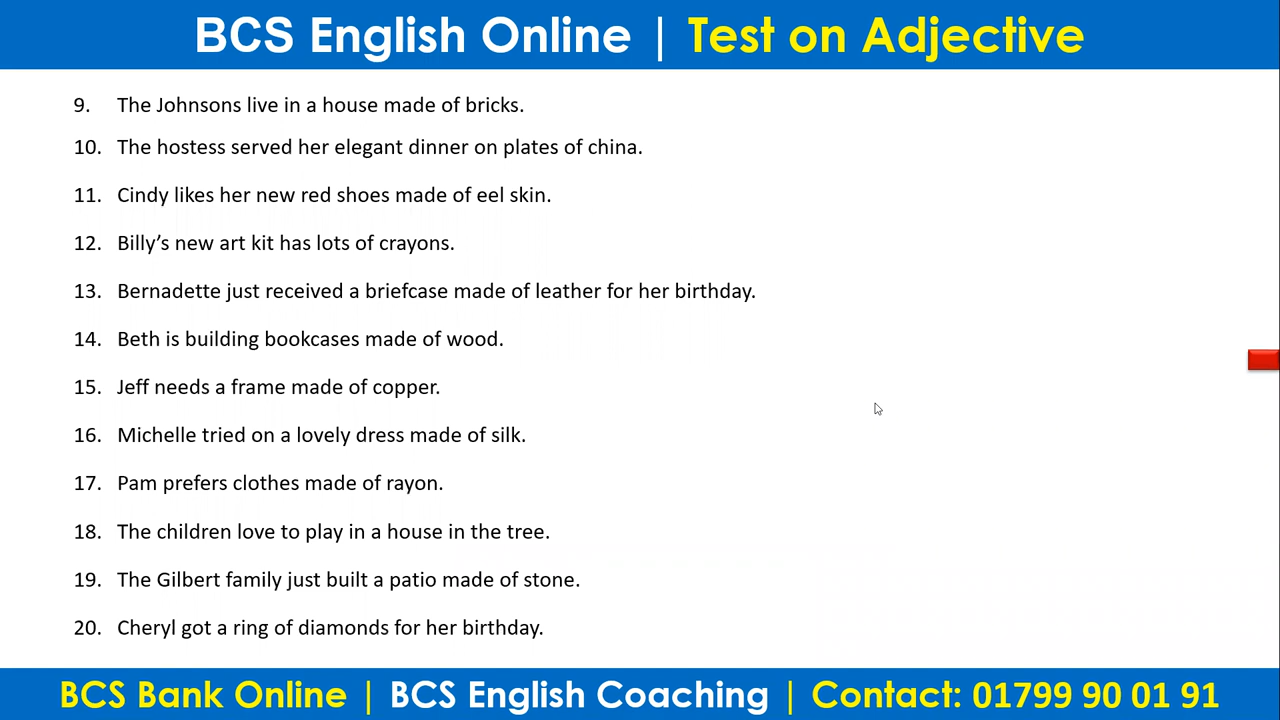 BCS English Online | Test on Adjective
9. The Johnsons live in a house made of bricks.
10. The hostess served her elegant dinner on plates of china.
11. Cindy likes her new red shoes made of eel skin.
12. Billy’s new art kit has lots of crayons.
13. Bernadette just received a briefcase made of leather for her birthday.
14. Beth is building bookcases made of wood.
15. Jeff needs a frame made of copper.
16. Michelle tried on a lovely dress made of silk.
17. Pam prefers clothes made of rayon.
18. The children love to play in a house in the tree.
19. The Gilbert family just built a patio made of stone.
20. Cheryl got a ring of diamonds for her birthday.
BCS Bank Online | BCS English Coaching | Contact: 01799 90 01 91